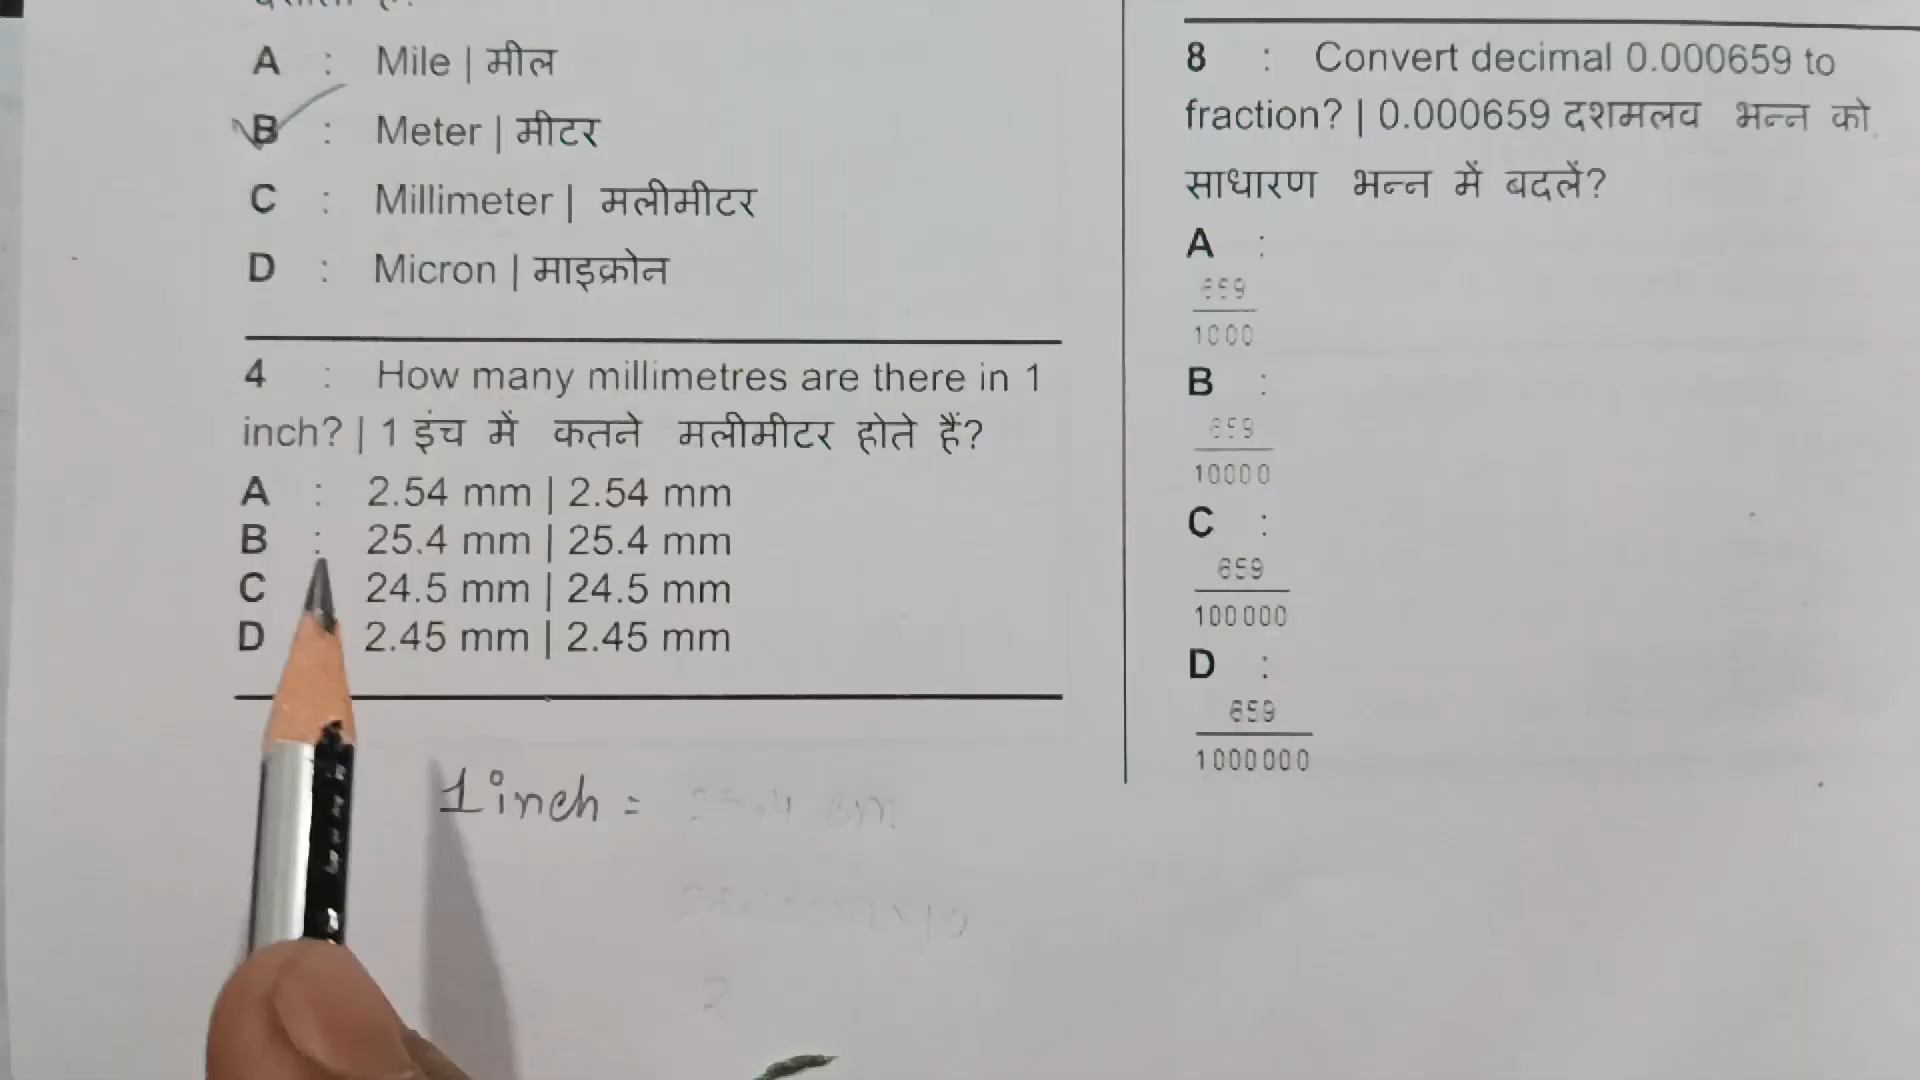 A : Mile | मील
B : Meter | मीटर
C : Millimeter | मलीमीटर
D : Micron | माइक्रोन
4 : How many millimetres are there in 1
inch? | 1 इंच में कतने मलीमीटर होते हैं?
A : 2.54 mm | 2.54 mm
B : 25.4 mm | 25.4 mm
C 24.5 mm | 24.5 mm
D 2.45 mm | 2.45 mm
1 inch =
8 : Convert decimal 0.000659 to
fraction? | 0.000659 दशमलव भन्न को
साधारण भन्न में बदलें?
A :
659
1000
B :
659
10000
C :
659
100000
D :
659
1000000